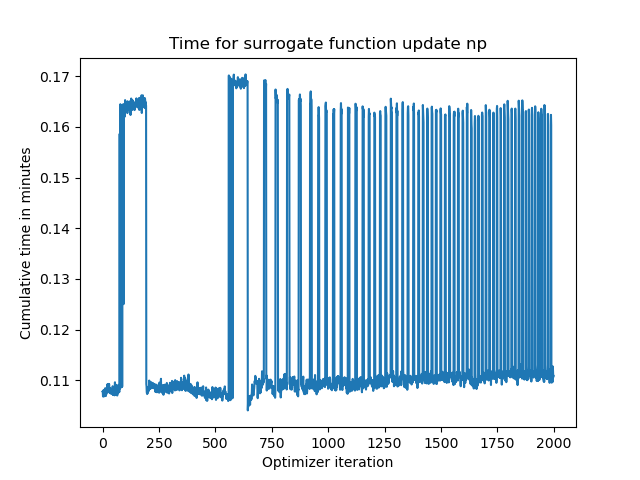 Time for surrogate function update np
0.17
0.16
0.15
0.14
0.13
0.12
0.11
Cumulative time in minutes
0 250 500 750 1000 1250 1500 1750 2000
Optimizer iteration